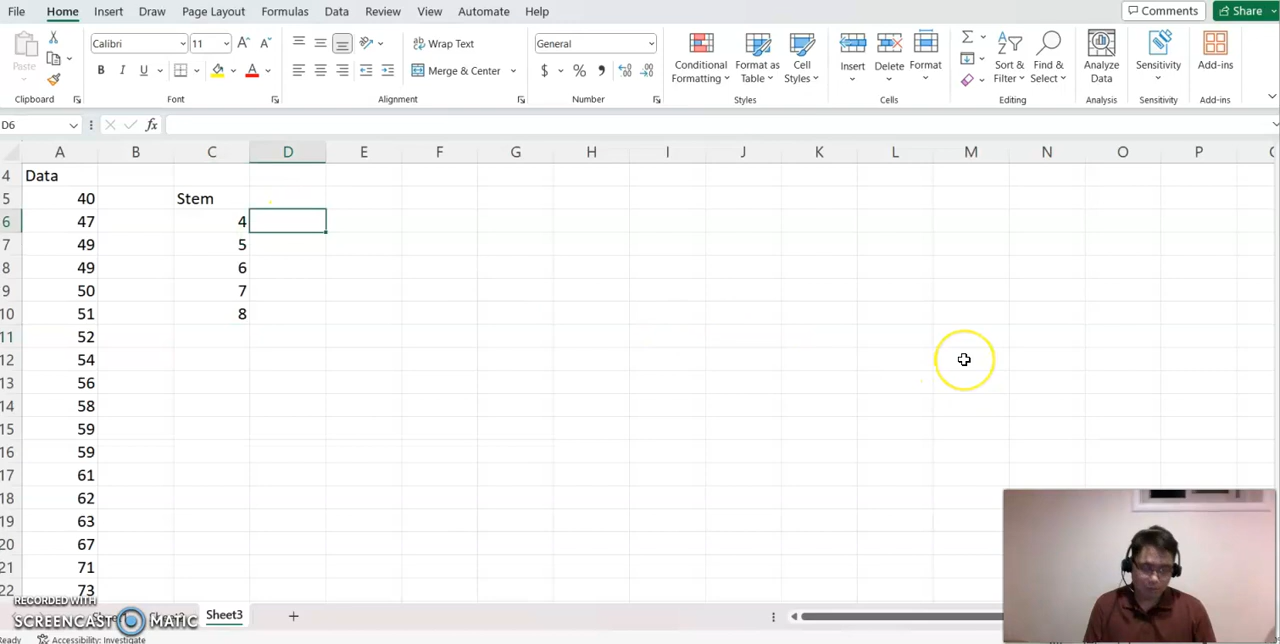 File Home Insert Draw Page Layout Formulas Data Review View Automate Help Comments Share
Calibri 11 Wrap Text General
Paste B I U Merge & Center $ % Conditional Formatting Format as Table Cell Styles Insert Delete Format Sort & Filter Find & Select Analyze Data Sensitivity Add-ins
Clipboard Font Alignment Number Styles Cells Editing Analysis Sensitivity Add-ins
D6 fx
A B C D E F G H I J K L M N O P
4 Data
5 40 Stem
6 47 4
7 49 5
8 49 6
9 50 7
10 51 8
11 52
12 54
13 56
14 58
15 59
16 59
17 61
18 62
19 63
20 67
21 71
22 73
RECORDED WITH
SCREENCAST MATIC
Sheet3
Accessibility: Investigate